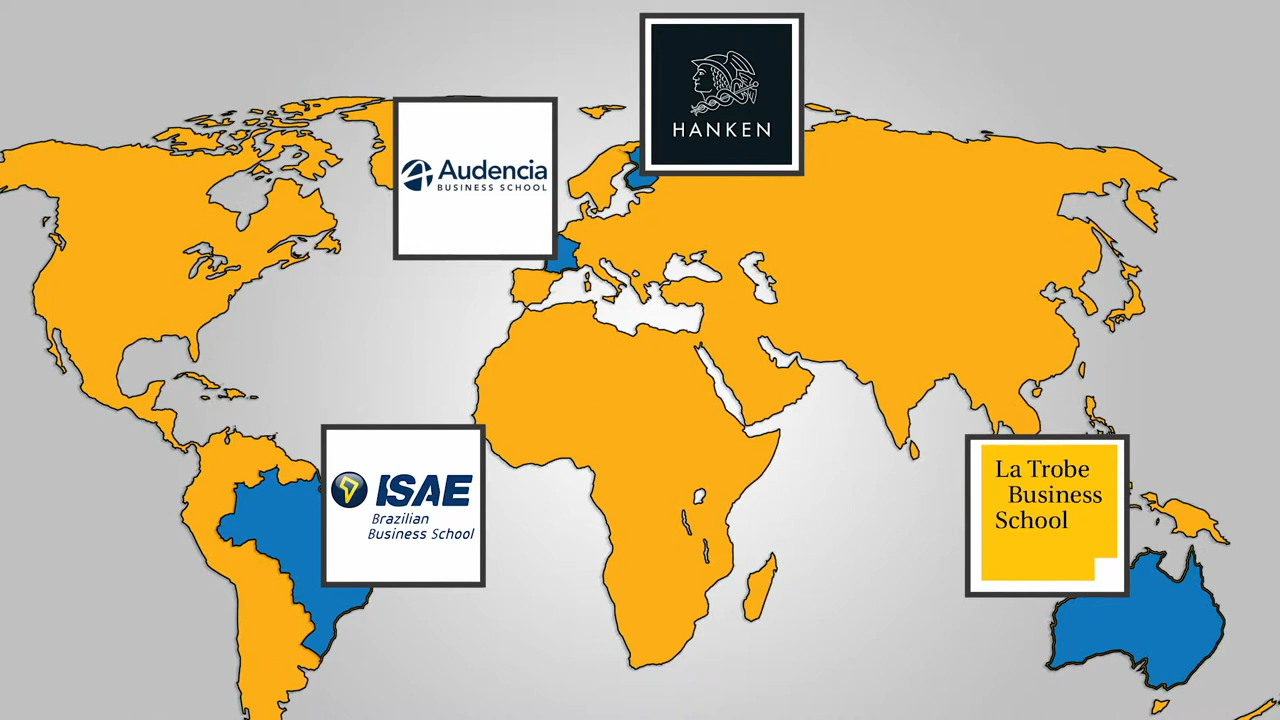 HANKEN
Audencia
BUSINESS SCHOOL
ISAE
Brazilian
Business School
La Trobe
Business
School